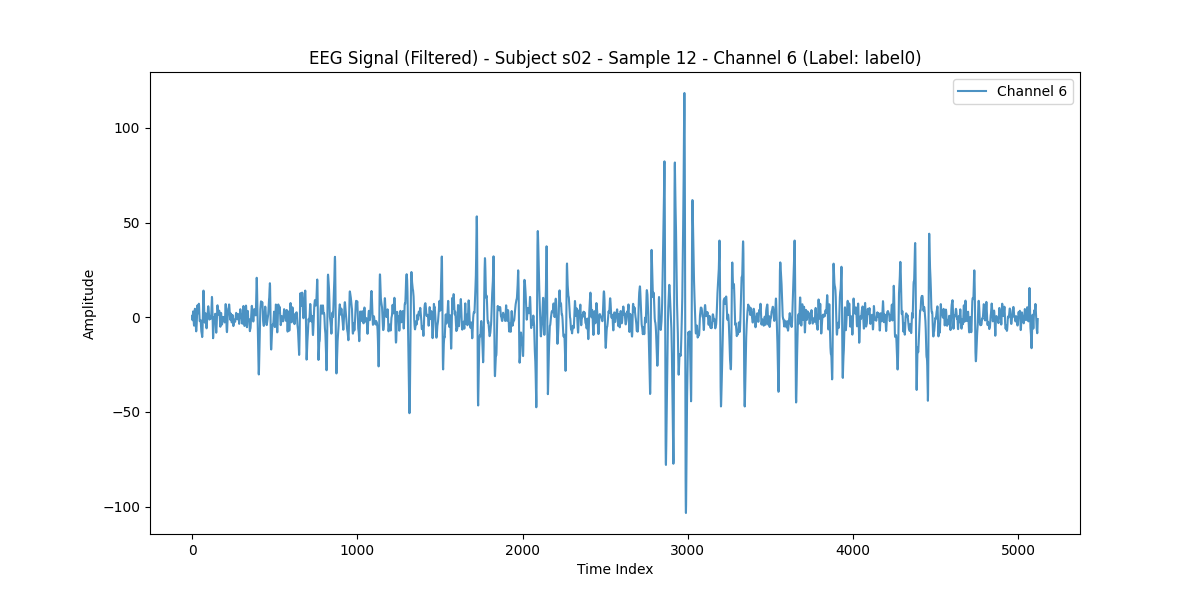 EEG Signal (Filtered) - Subject s02 - Sample 12 - Channel 6 (Label: label0)
Channel 6
100
50
0
−50
−100
Amplitude
0 1000 2000 3000 4000 5000
Time Index